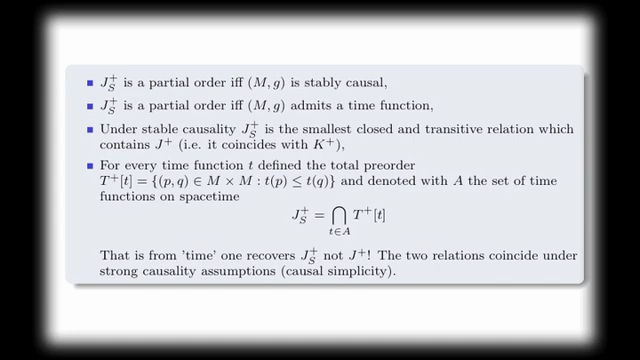 ■ J_S^+ is a partial order iff (M, g) is stably causal,
■ J_S^+ is a partial order iff (M, g) admits a time function,
■ Under stable causality J_S^+ is the smallest closed and transitive relation which
contains J^+ (i.e. it coincides with K^+),
■ For every time function t defined the total preorder
T^+[t] = {(p, q) ∈ M × M : t(p) ≤ t(q)} and denoted with A the set of time
functions on spacetime
J_S^+ = ⋂_{t∈A} T^+[t]
That is from 'time' one recovers J_S^+ not J^+! The two relations coincide under
strong causality assumptions (causal simplicity).